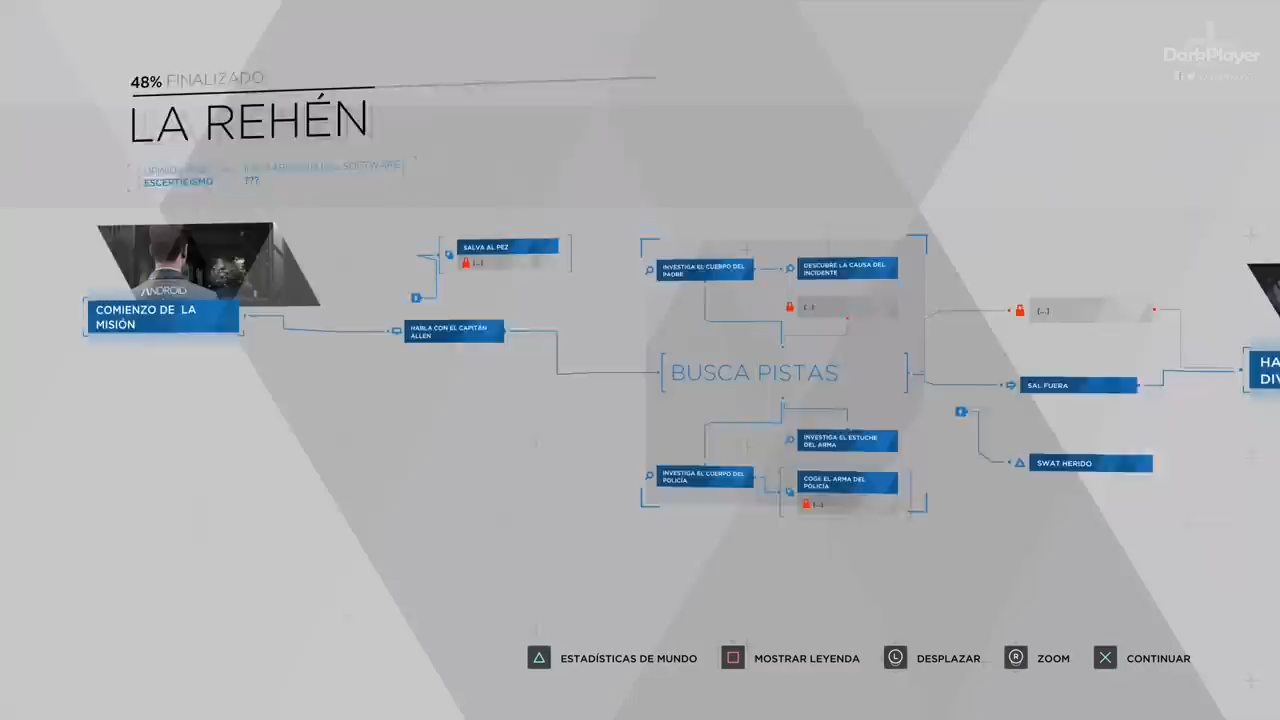 DarkPlayer
48% FINALIZADO
LA REHÉN
ESCEPTICISMO
???
SALVA AL PEZ
[...]
ANDROID
COMIENZO DE LA
MISIÓN
HABLA CON EL CAPITÁN
ALLEN
INVESTIGA EL CUERPO DEL
PADRE
DESCUBRE LA CAUSA DEL
INCIDENTE
[...]
BUSCA PISTAS
INVESTIGA EL ESTUCHE
DEL ARMA
INVESTIGA EL CUERPO DEL
POLICÍA
COGE EL ARMA DEL
POLICÍA
[...]
[...]
SAL FUERA
SWAT HERIDO
HA
DIV
ESTADÍSTICAS DE MUNDO
MOSTRAR LEYENDA
L
DESPLAZAR
R
ZOOM
CONTINUAR